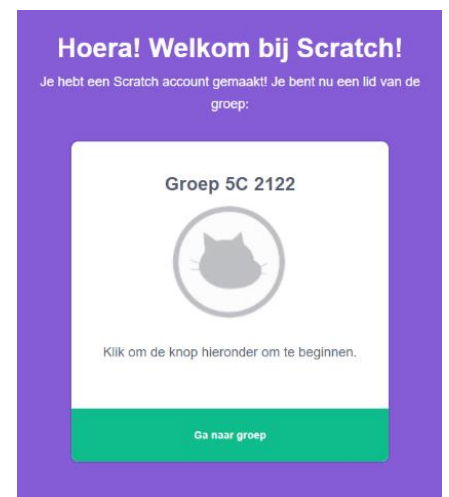 Hoera! Welkom bij Scratch!
Je hebt een Scratch account gemaakt! Je bent nu een lid van de
groep:
Groep 5C 2122
Klik om de knop hieronder om te beginnen.
Ga naar groep